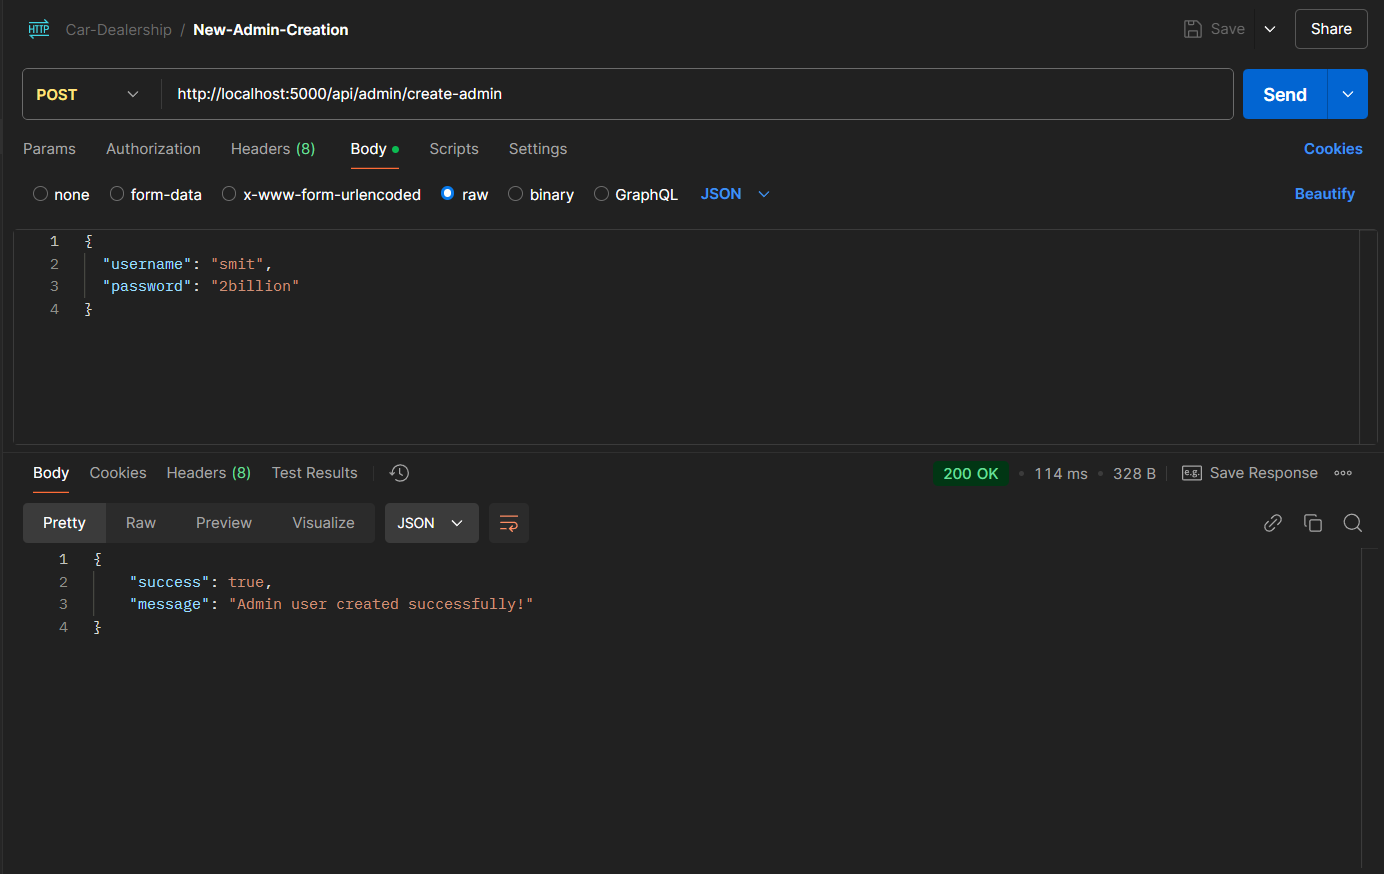 HTTP Car-Dealership / New-Admin-Creation Save Share
POST http://localhost:5000/api/admin/create-admin Send
Params Authorization Headers (8) Body Scripts Settings Cookies
none form-data x-www-form-urlencoded raw binary GraphQL JSON Beautify
1 {
2 "username": "smit",
3 "password": "2billion"
4 }
Body Cookies Headers (8) Test Results 200 OK • 114 ms • 328 B e.g. Save Response
Pretty Raw Preview Visualize JSON
1 {
2 "success": true,
3 "message": "Admin user created successfully!"
4 }